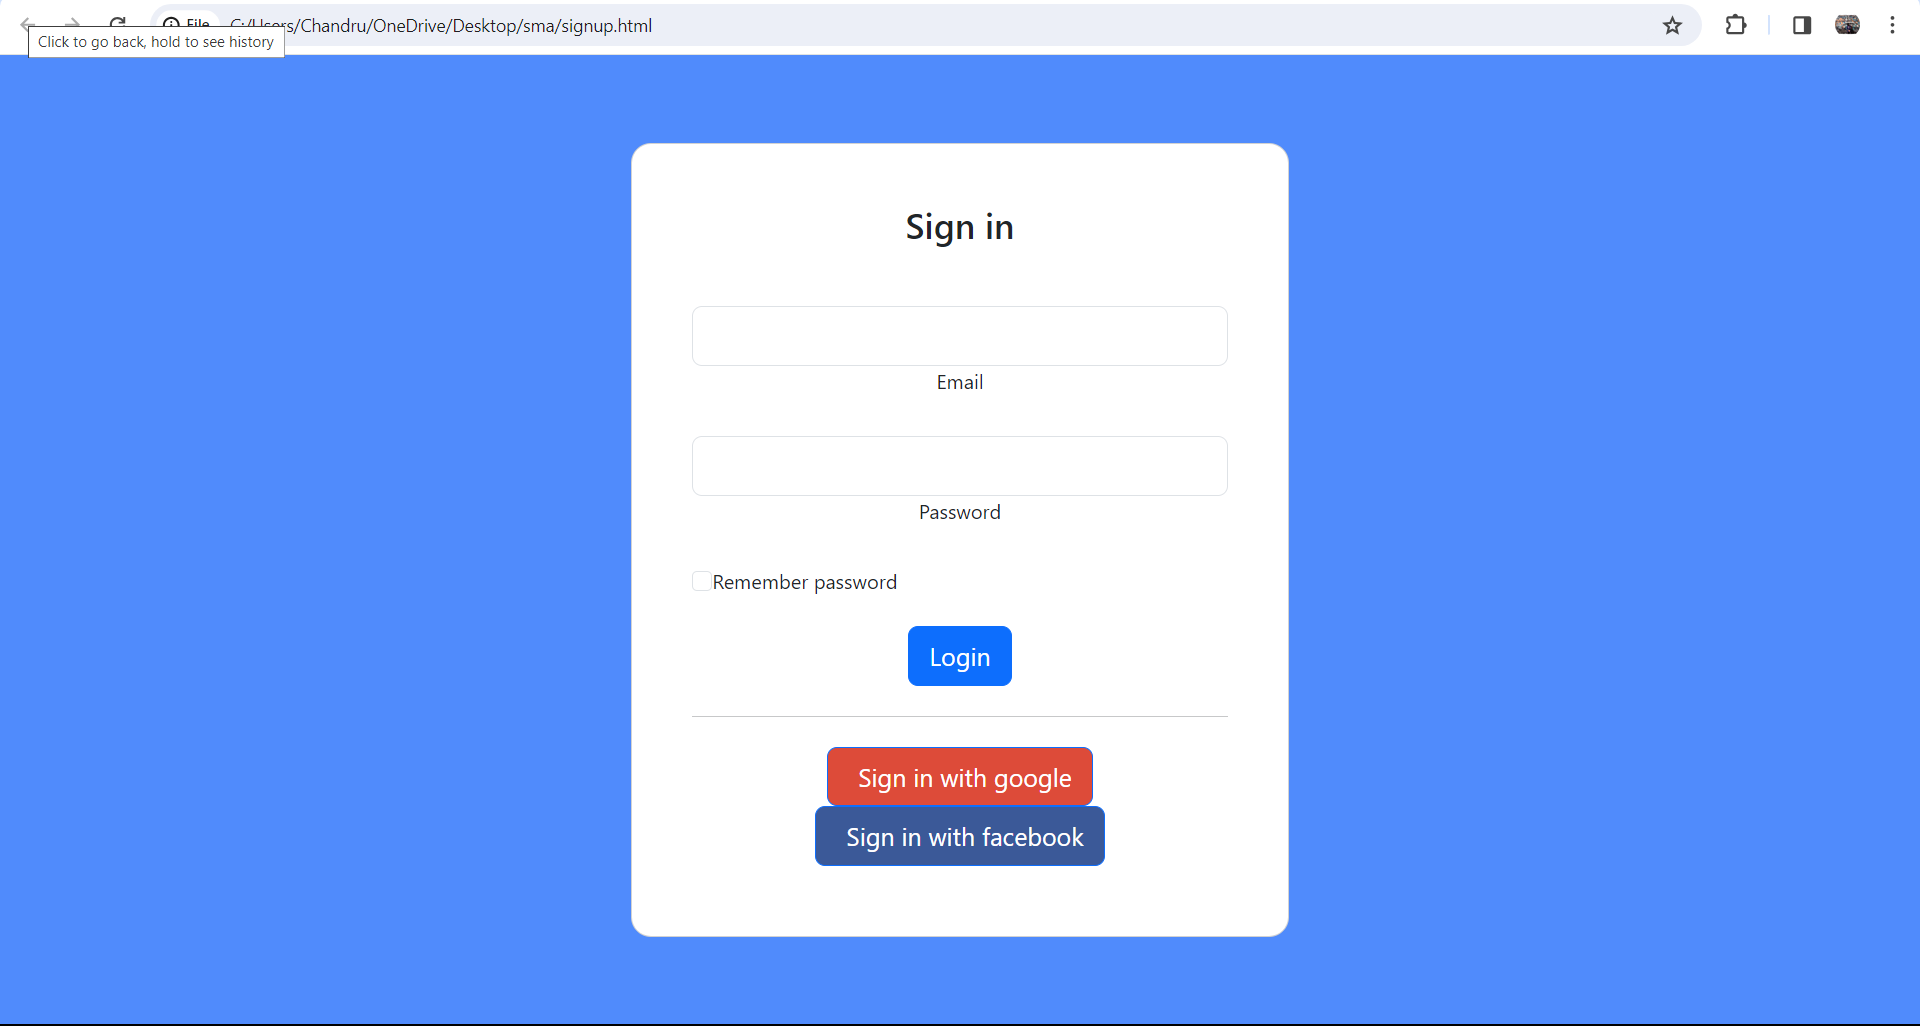 File
C:/Users/Chandru/OneDrive/Desktop/sma/signup.html
Click to go back, hold to see history
Sign in
Email
Password
Remember password
Login
Sign in with google
Sign in with facebook